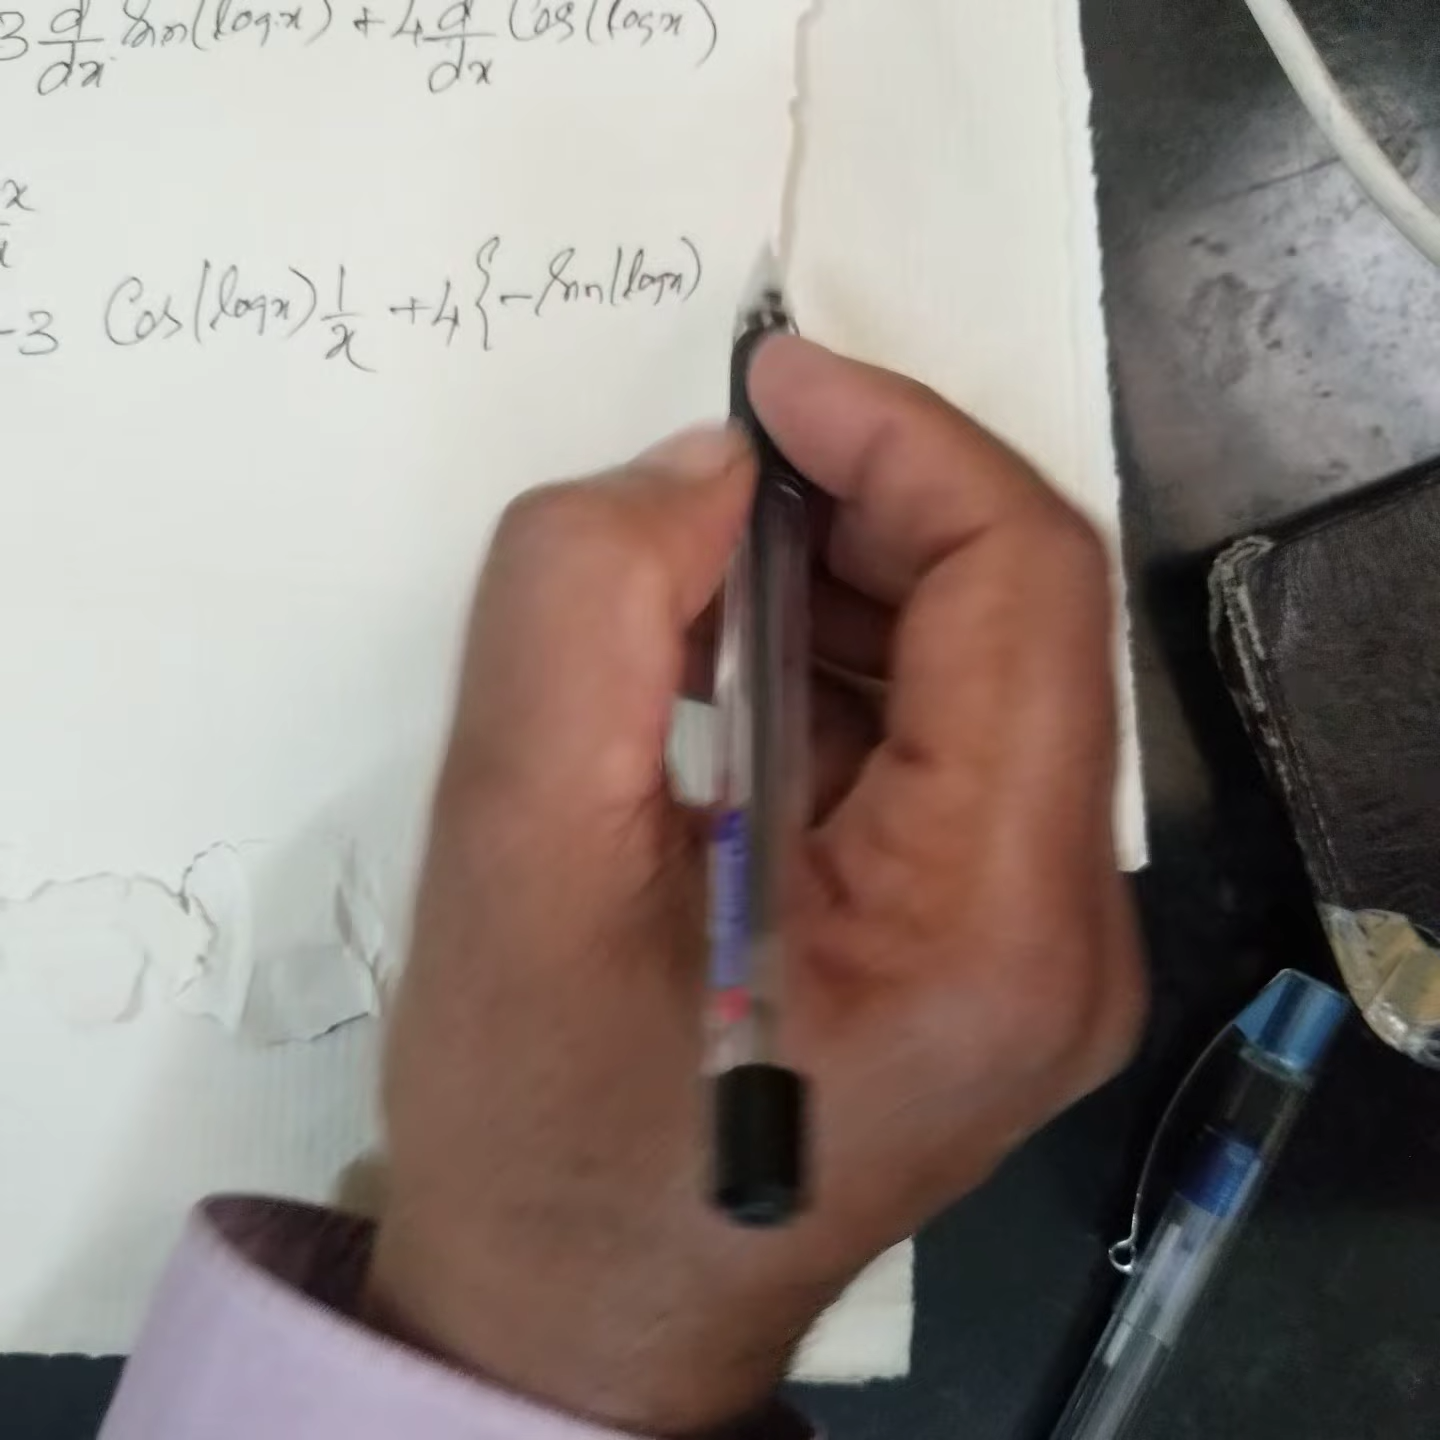 3 d/dx Sin(logx) + 4 d/dx Cos(logx)
x
-3 Cos(logx) 1/x + 4{-Sin(logx)